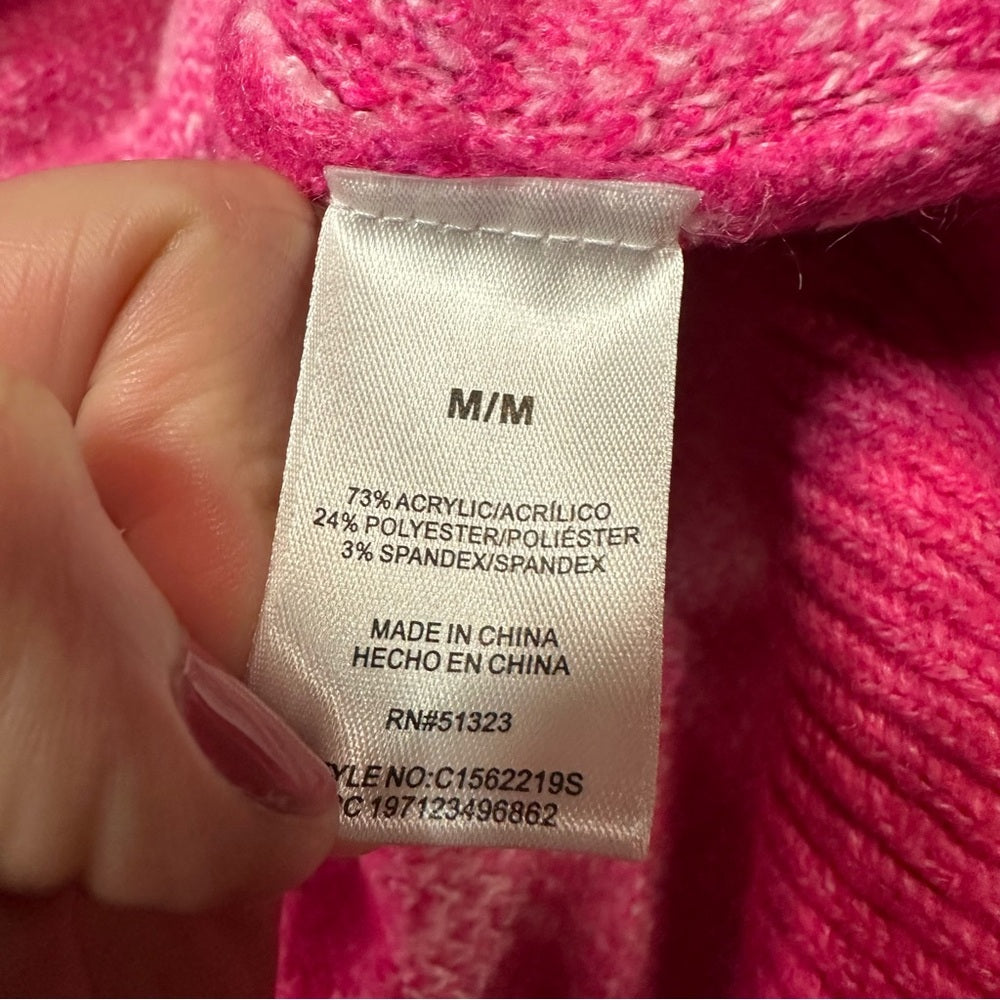 M/M
73% ACRYLIC/ACRÍLICO
24% POLYESTER/POLIÉSTER
3% SPANDEX/SPANDEX
MADE IN CHINA
HECHO EN CHINA
RN#51323
YLE NO:C1562219S
C 197123496862